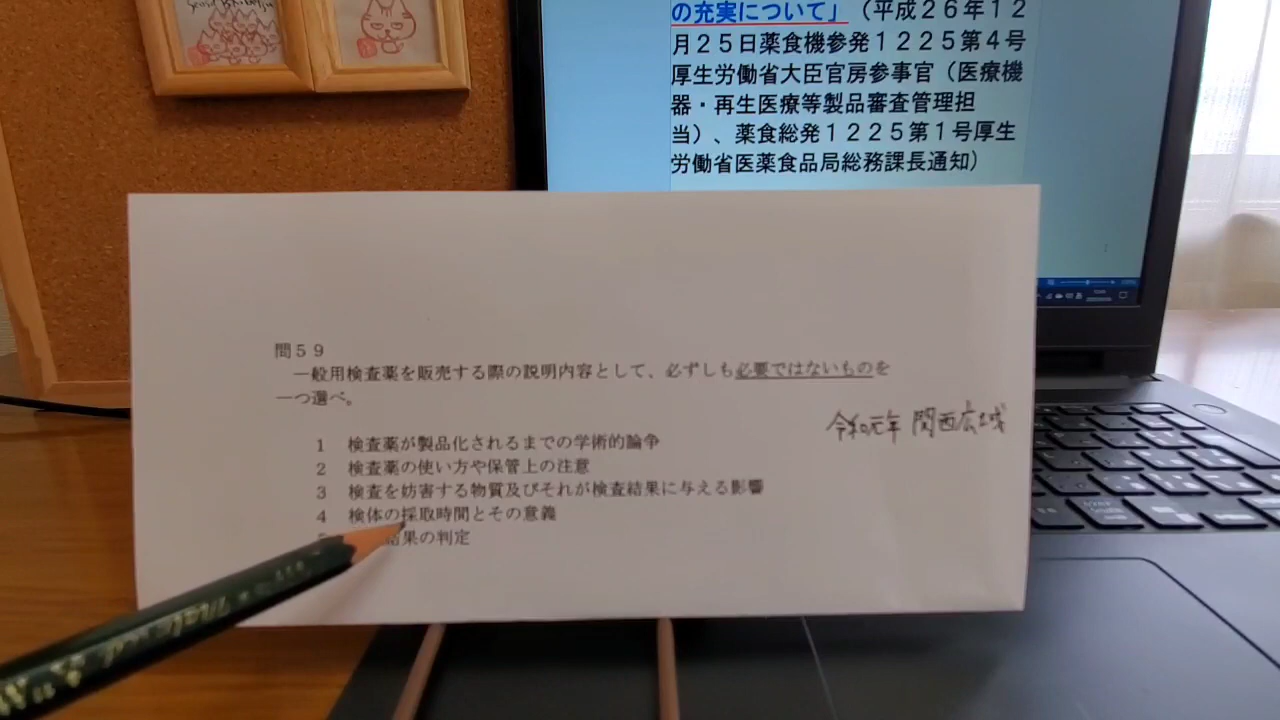 の充実について」（平成２６年１２
月２５日薬食機参発１２２５第４号
厚生労働省大臣官房参事官（医療機
器・再生医療等製品審査管理担
当）、薬食総発１２２５第１号厚生
労働省医薬食品局総務課長通知）
問５９
一般用検査薬を販売する際の説明内容として、必ずしも必要ではないものを
一つ選べ。
令和元年 関西広域
1 検査薬が製品化されるまでの学術的論争
2 検査薬の使い方や保管上の注意
3 検査を妨害する物質及びそれが検査結果に与える影響
4 検体の採取時間とその意義
結果の判定